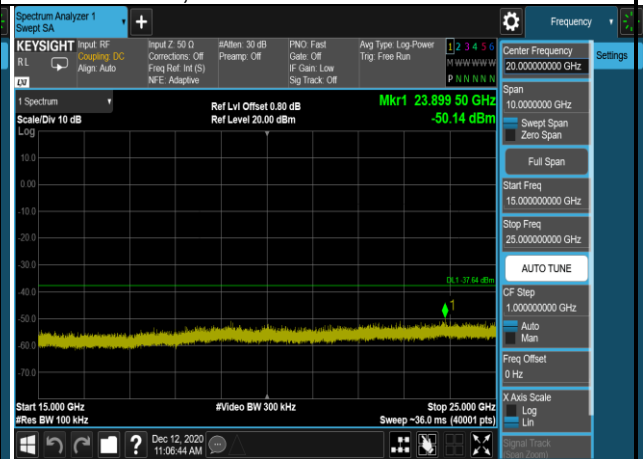 Spectrum Analyzer 1
Swept SA
Frequency
KEYSIGHT
RL
LXI
Input: RF
Coupling: DC
Align: Auto
Input Z: 50 Ω
Corrections: Off
Freq Ref: Int (S)
NFE: Adaptive
#Atten: 30 dB
Preamp: Off
PNO: Fast
Gate: Off
IF Gain: Low
Sig Track: Off
Avg Type: Log-Power
Trig: Free Run
1 2 3 4 5 6
M W W W W W
P N N N N N
1 Spectrum
Scale/Div 10 dB
Log
Ref Lvl Offset 0.80 dB
Ref Level 20.00 dBm
Mkr1 23.899 50 GHz
-50.14 dBm
10.0
0.00
-10.0
-20.0
-30.0
-40.0
-50.0
-60.0
-70.0
DL1 -37.64 dBm
1
Start 15.000 GHz
#Res BW 100 kHz
#Video BW 300 kHz
Stop 25.000 GHz
Sweep ~36.0 ms (40001 pts)
Dec 12, 2020
11:06:44 AM
Center Frequency
20.000000000 GHz
Span
10.0000000 GHz
Swept Span
Zero Span
Full Span
Start Freq
15.000000000 GHz
Stop Freq
25.000000000 GHz
AUTO TUNE
CF Step
1.000000000 GHz
Auto
Man
Freq Offset
0 Hz
X Axis Scale
Log
Lin
Signal Track
(Span Zoom)
Settings